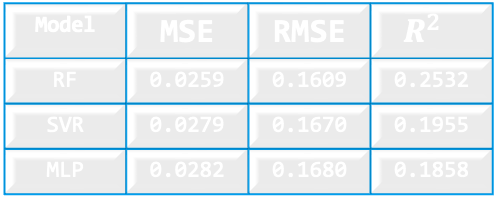 Model MSE RMSE R²
RF 0.0259 0.1609 0.2532
SVR 0.0279 0.1670 0.1955
MLP 0.0282 0.1680 0.1858